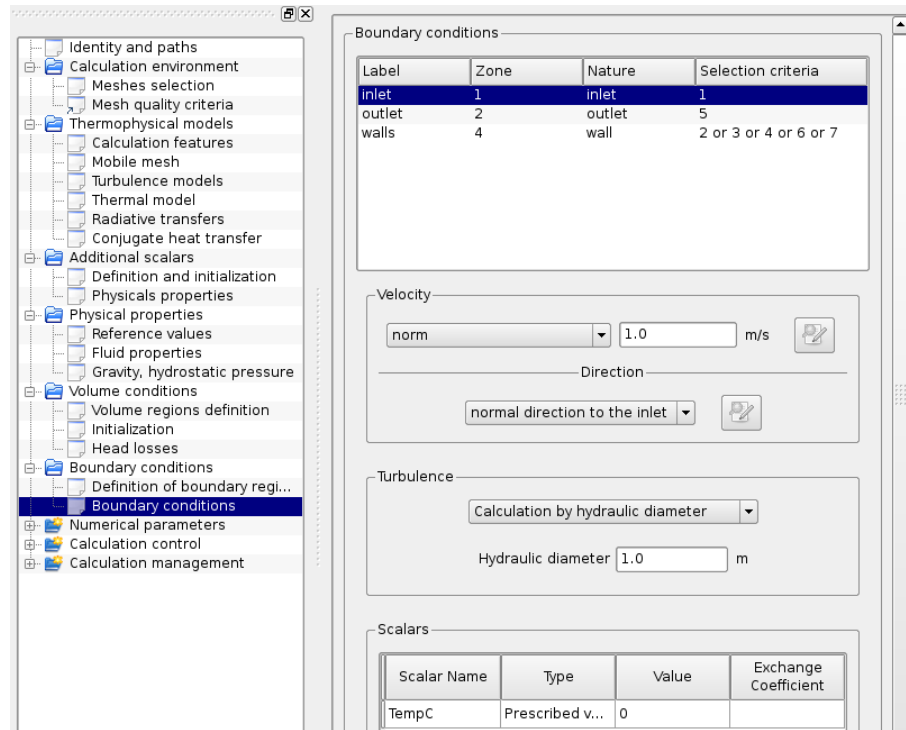 Identity and paths
Calculation environment
Meshes selection
Mesh quality criteria
Thermophysical models
Calculation features
Mobile mesh
Turbulence models
Thermal model
Radiative transfers
Conjugate heat transfer
Additional scalars
Definition and initialization
Physicals properties
Physical properties
Reference values
Fluid properties
Gravity, hydrostatic pressure
Volume conditions
Volume regions definition
Initialization
Head losses
Boundary conditions
Definition of boundary regi...
Boundary conditions
Numerical parameters
Calculation control
Calculation management
Boundary conditions
Label Zone Nature Selection criteria
inlet 1 inlet 1
outlet 2 outlet 5
walls 4 wall 2 or 3 or 4 or 6 or 7
Velocity
norm 1.0 m/s
Direction
normal direction to the inlet
Turbulence
Calculation by hydraulic diameter
Hydraulic diameter 1.0 m
Scalars
Scalar Name Type Value Exchange Coefficient
TempC Prescribed v... 0